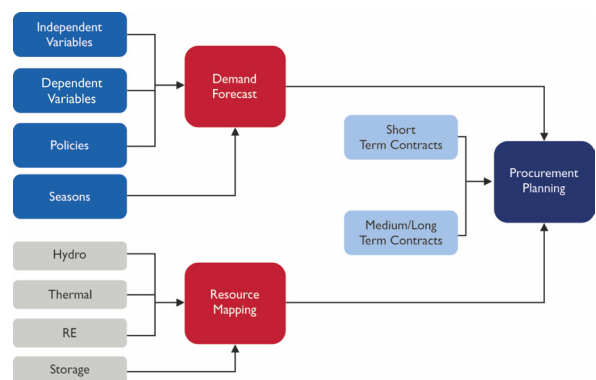 Independent
Variables
Dependent
Variables
Policies
Seasons
Demand
Forecast
Short
Term Contracts
Medium/Long
Term Contracts
Procurement
Planning
Hydro
Thermal
RE
Storage
Resource
Mapping